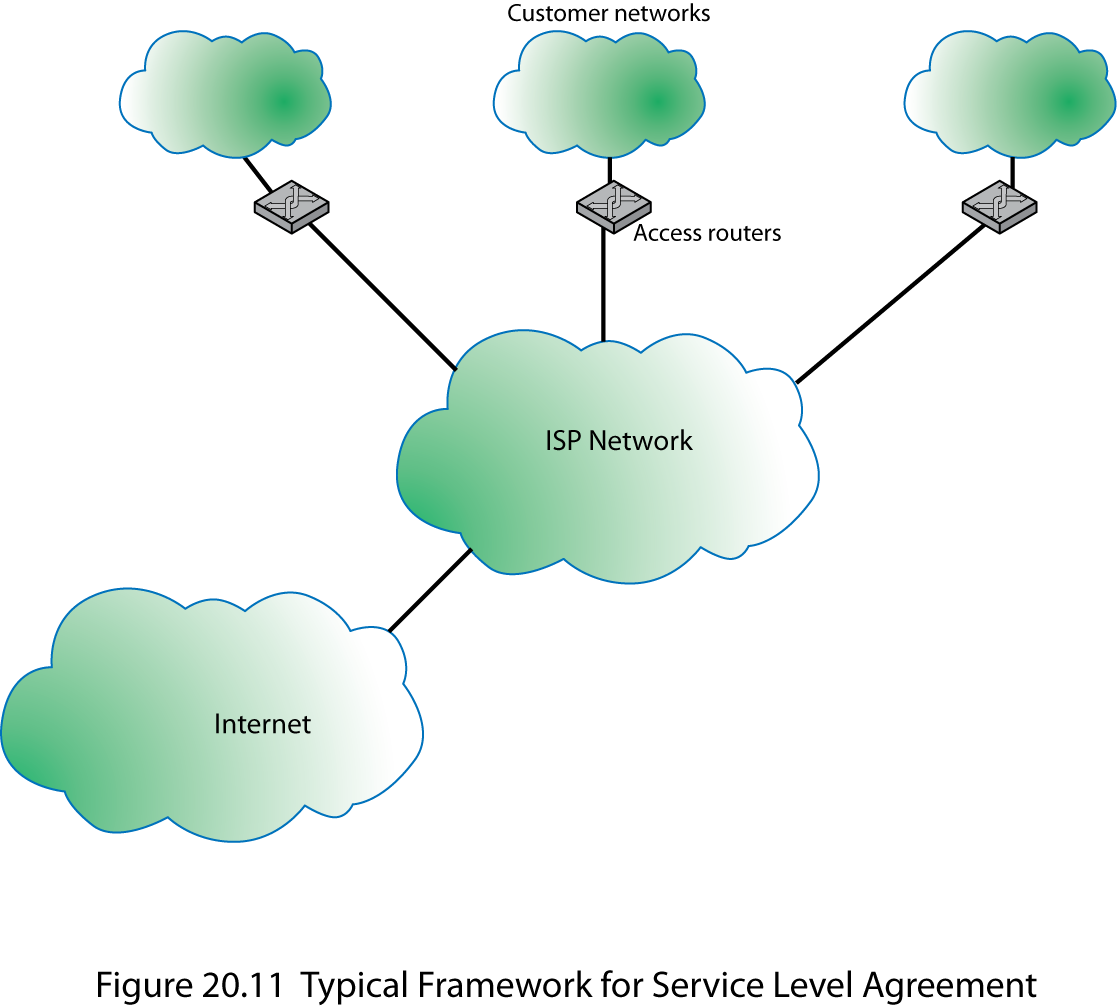 Customer networks
Access routers
ISP Network
Internet
Figure 20.11  Typical Framework for Service Level Agreement